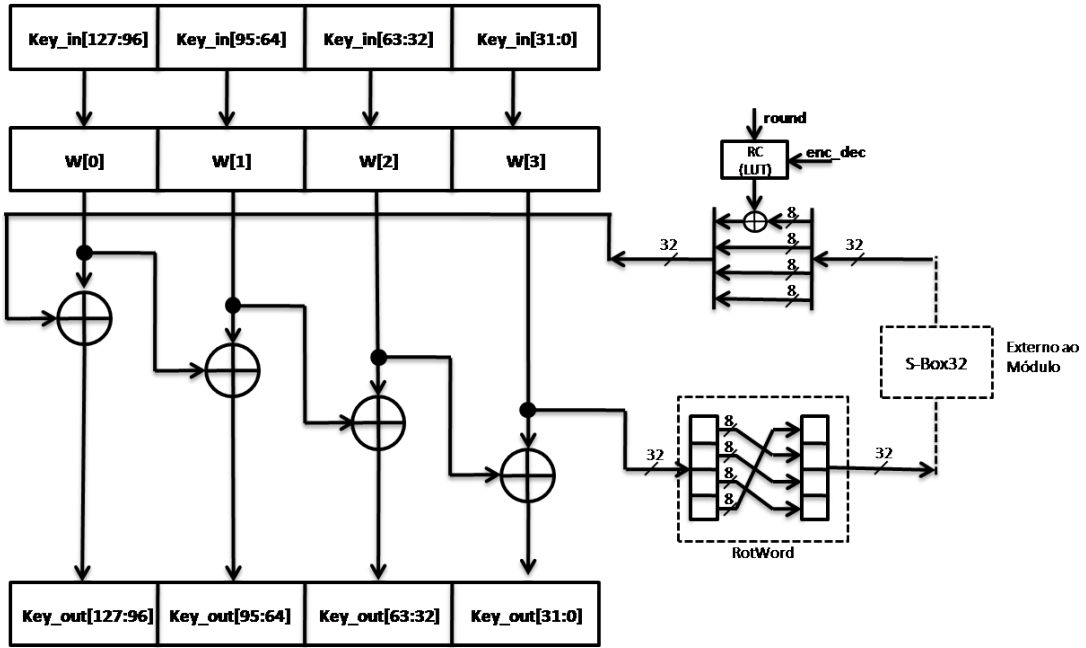 Key_in[127:96] Key_in[95:64] Key_in[63:32] Key_in[31:0]
round
W[0] W[1] W[2] W[3]
RC
(LUT)
enc_dec
8
32
8
32
8
8
S-Box32
Externo ao
Módulo
8
32
8
32
8
8
RotWord
Key_out[127:96] Key_out[95:64] Key_out[63:32] Key_out[31:0]